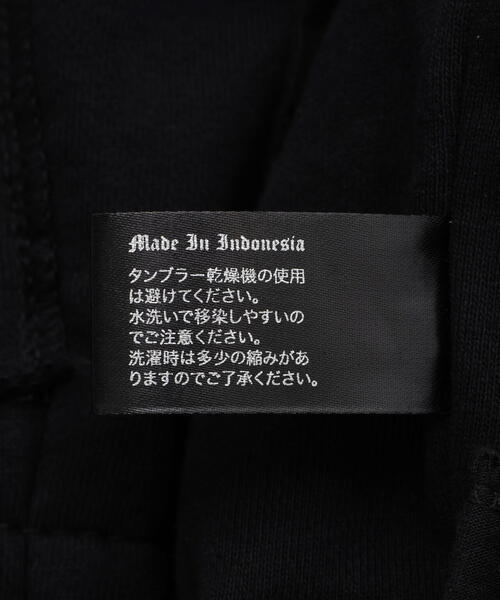 Made In Indonesia
タンブラー乾燥機の使用
は避けてください。
水洗いで移染しやすいの
でご注意ください。
洗濯時は多少の縮みがあ
りますのでご了承ください。